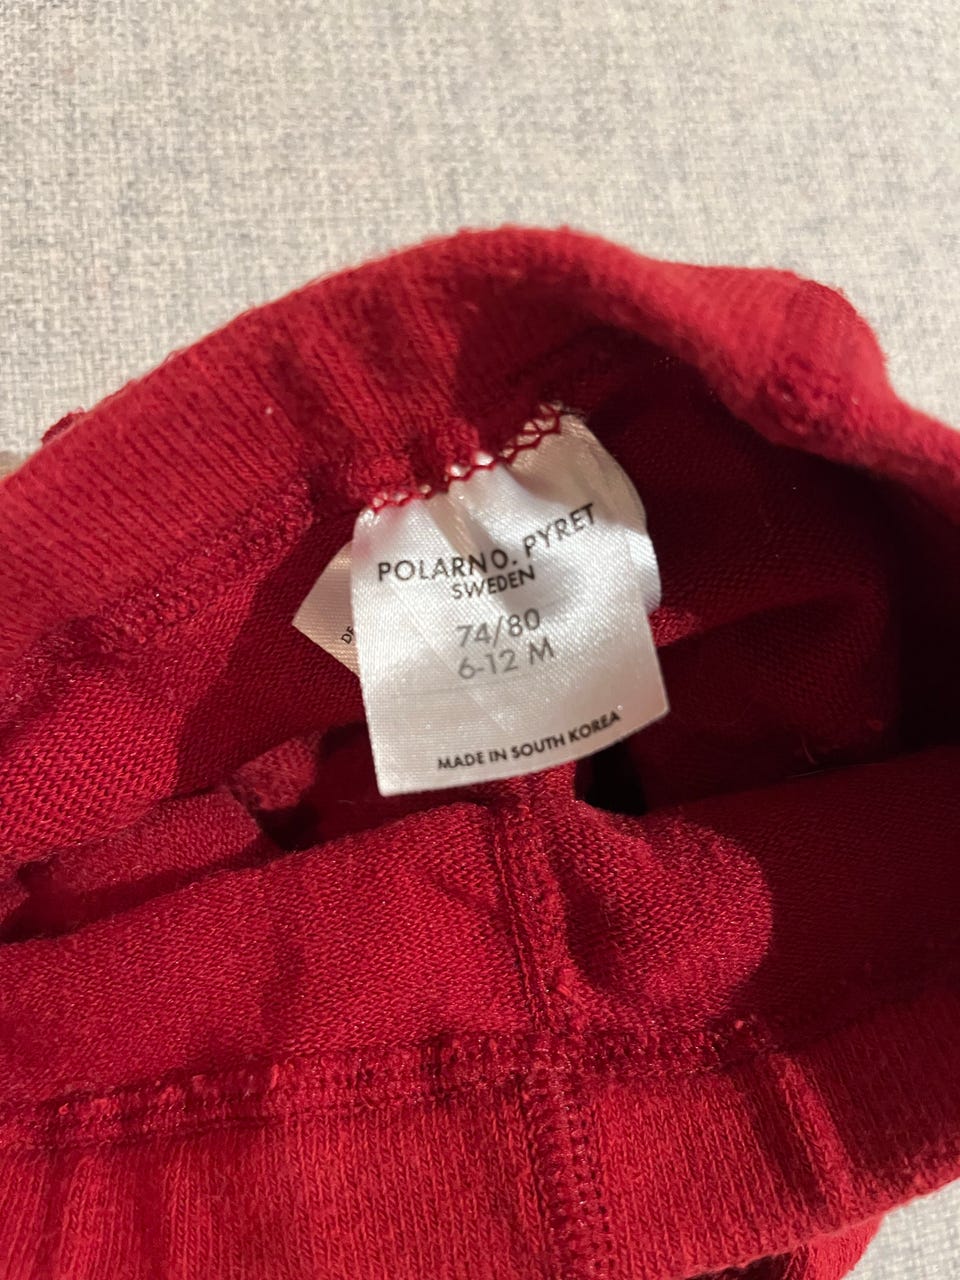 POLARN O. PYRET
SWEDEN
74/80
6-12 M
MADE IN SOUTH KOREA